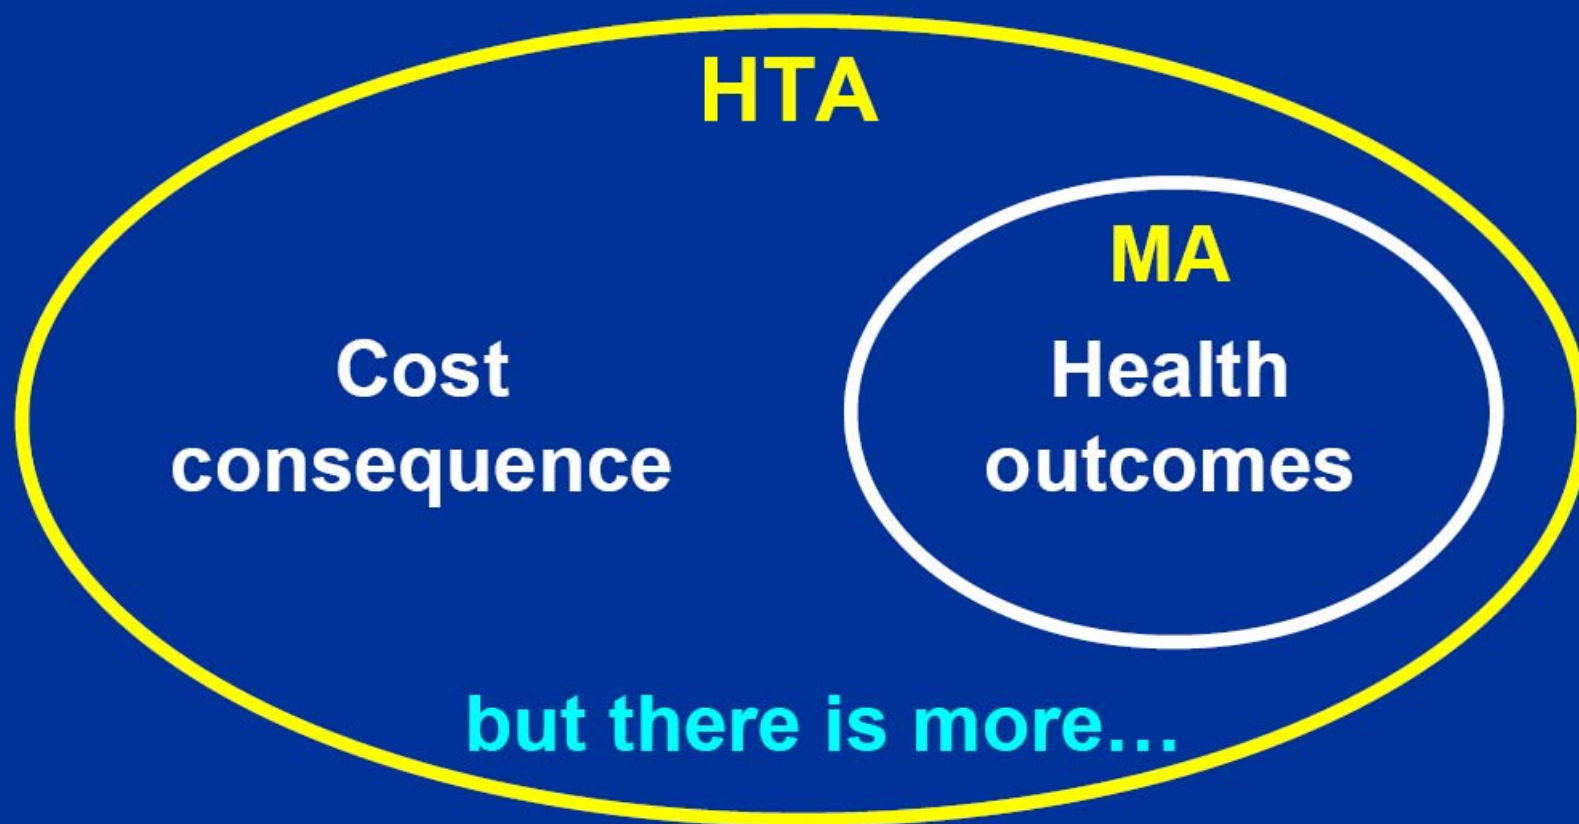 HTA
MA
Cost
consequence
Health
outcomes
but there is more…